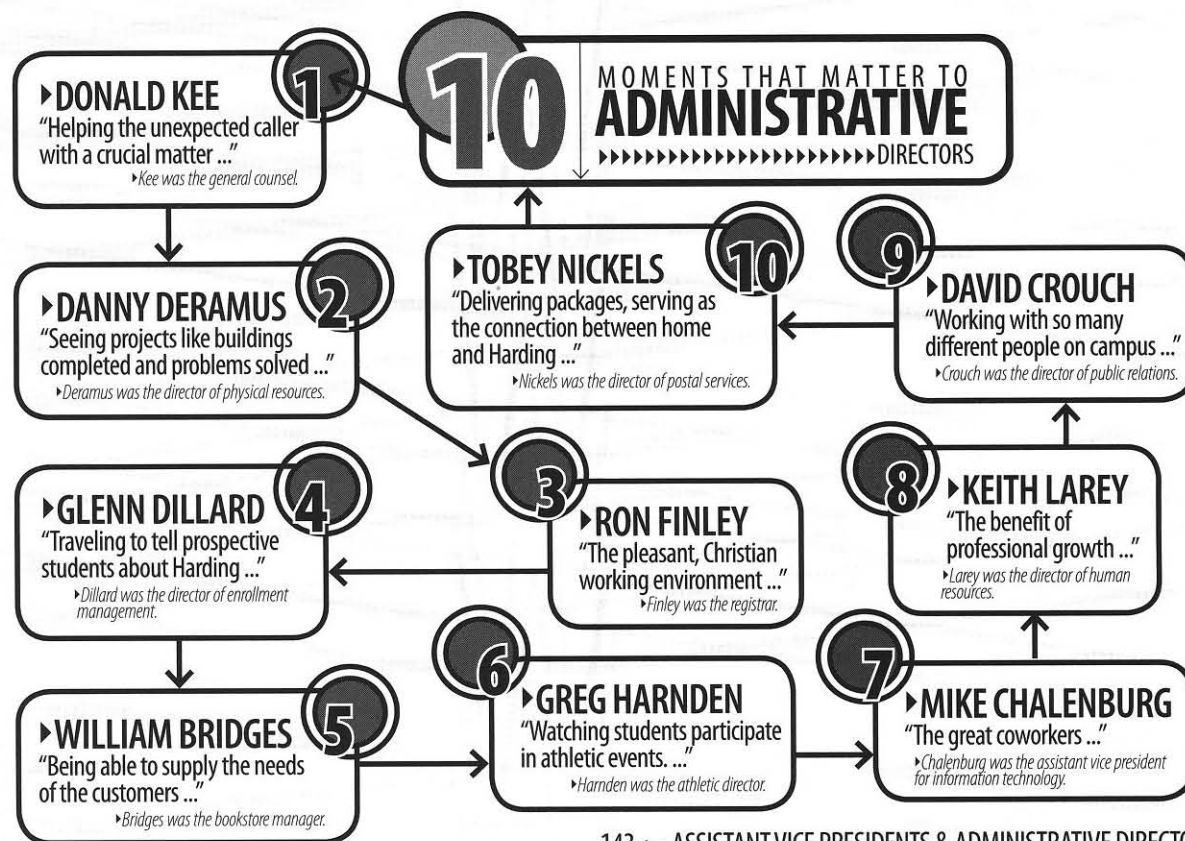 10
MOMENTS THAT MATTER TO
ADMINISTRATIVE
DIRECTORS
1
DONALD KEE
“Helping the unexpected caller
with a crucial matter ...”
Kee was the general counsel.
2
DANNY DERAMUS
“Seeing projects like buildings
completed and problems solved ...”
Deramus was the director of physical resources.
3
RON FINLEY
“The pleasant, Christian
working environment ...”
Finley was the registrar.
4
GLENN DILLARD
“Traveling to tell prospective
students about Harding ...”
Dillard was the director of enrollment
management.
5
WILLIAM BRIDGES
“Being able to supply the needs
of the customers ...”
Bridges was the bookstore manager.
6
GREG HARNDEN
“Watching students participate
in athletic events. ...”
Harnden was the athletic director.
7
MIKE CHALENBURG
“The great coworkers ...”
Chalenburg was the assistant vice president
for information technology.
8
KEITH LAREY
“The benefit of
professional growth ...”
Larey was the director of human
resources.
9
DAVID CROUCH
“Working with so many
different people on campus ...”
Crouch was the director of public relations.
10
TOBEY NICKELS
“Delivering packages, serving as
the connection between home
and Harding ...”
Nickels was the director of postal services.
ASSISTANT VICE PRESIDENTS & ADMINISTRATIVE